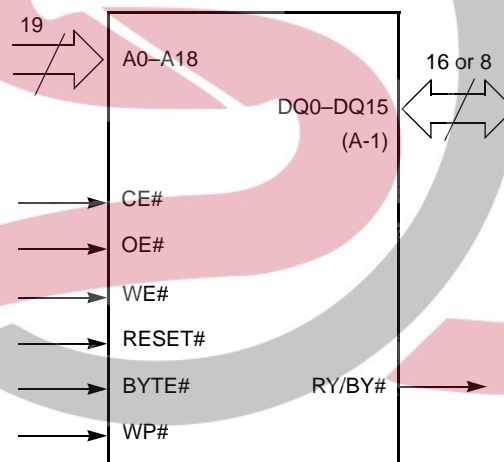 19
A0–A18
16 or 8
DQ0–DQ15
(A-1)
CE#
OE#
WE#
RESET#
BYTE#
RY/BY#
WP#